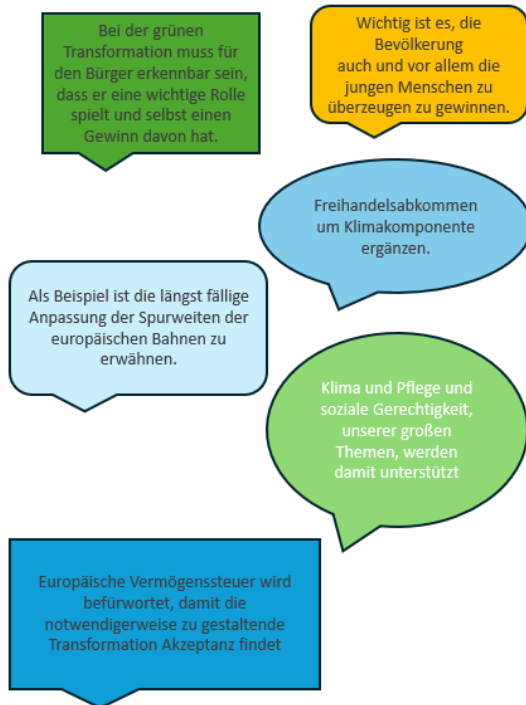 Bei der grünen
Transformation muss für
den Bürger erkennbar sein,
dass er eine wichtige Rolle
spielt und selbst einen
Gewinn davon hat.
Wichtig ist es, die
Bevölkerung
auch und vor allem die
jungen Menschen zu
überzeugen zu gewinnen.
Freihandelsabkommen
um Klimakomponente
ergänzen.
Als Beispiel ist die längst fällige
Anpassung der Spurweiten der
europäischen Bahnen zu
erwähnen.
Klima und Pflege und
soziale Gerechtigkeit,
unserer großen
Themen, werden
damit unterstützt
Europäische Vermögenssteuer wird
befürwortet, damit die
notwendigerweise zu gestaltende
Transformation Akzeptanz findet